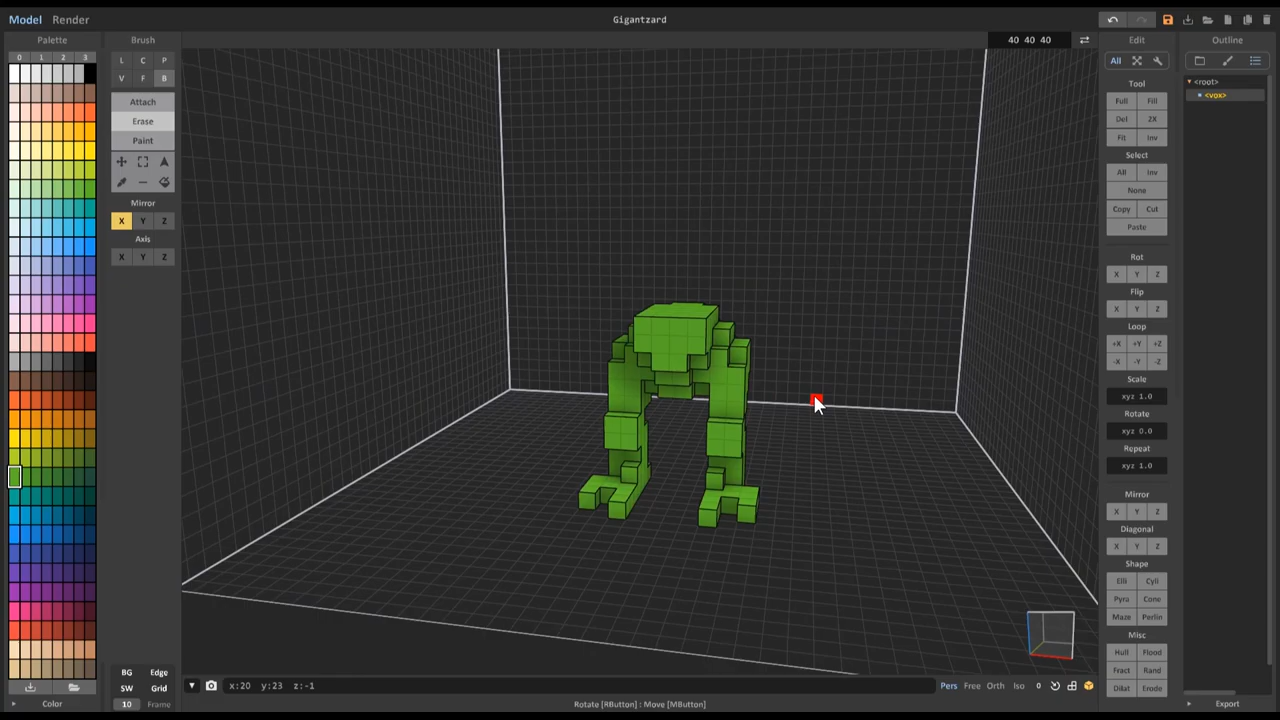 Model Render
Gigantzard
Palette
0 1 2 3
Color
Brush
L C P
V F B
Attach
Erase
Paint
Mirror
X Y Z
Axis
X Y Z
BG Edge
SW Grid
10 Frame
40 40 40
x:20 y:23 z:-1
Pers Free Orth Iso 0
Rotate [RButton] : Move [MButton]
Edit
All
Tool
Full Fill
Del 2X
Fit Inv
Select
All Inv
None
Copy Cut
Paste
Rot
X Y Z
Flip
X Y Z
Loop
+X +Y +Z
-X -Y -Z
Scale
xyz 1.0
Rotate
xyz 0.0
Repeat
xyz 1.0
Mirror
X Y Z
Diagonal
X Y Z
Shape
Elli Cyli
Pyra Cone
Maze Perlin
Misc
Hull Flood
Fract Rand
Dilat Erode
Outline
<root>
<vox>
Export